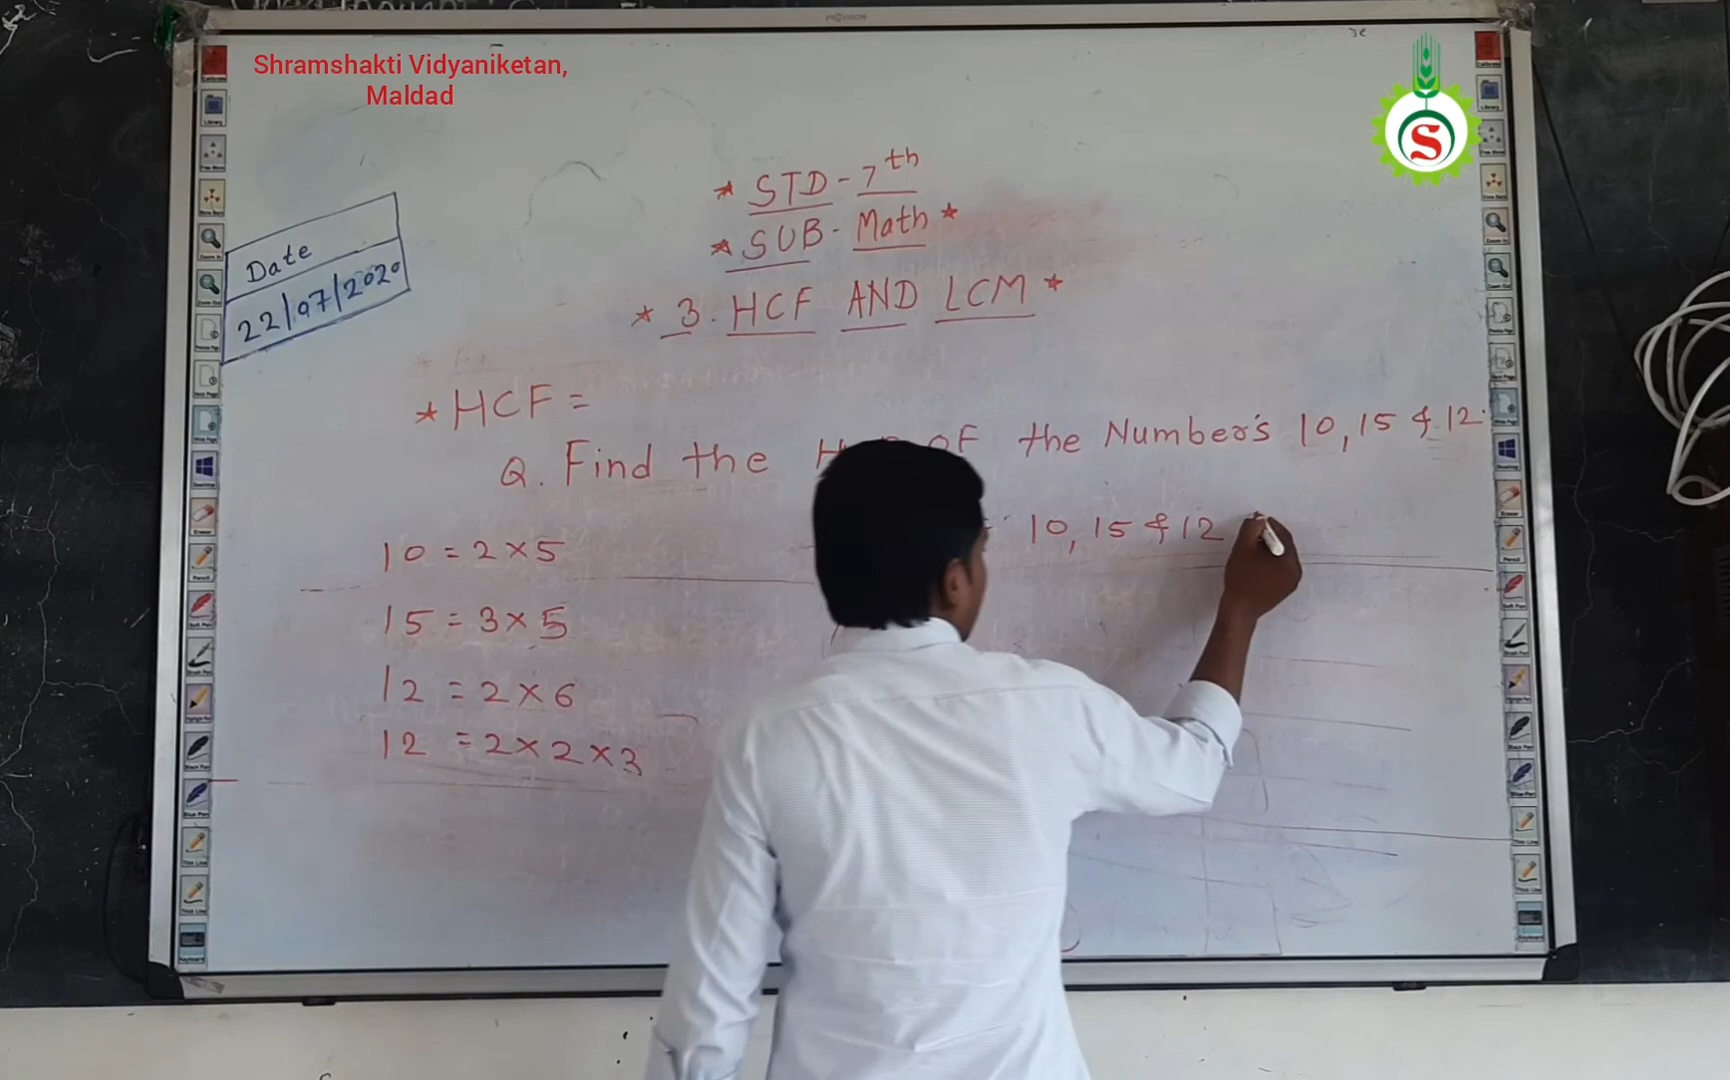 Shramshakti Vidyaniketan,
Maldad
* STD - 7th
* SUB - Math *
* 3. HCF AND LCM *
Date
22/07/2020
* HCF =
Q. Find the OF the Number's 10, 15 & 12.
10, 15 & 12
10 = 2 × 5
15 = 3 × 5
12 = 2 × 6
12 = 2 × 2 × 3
S